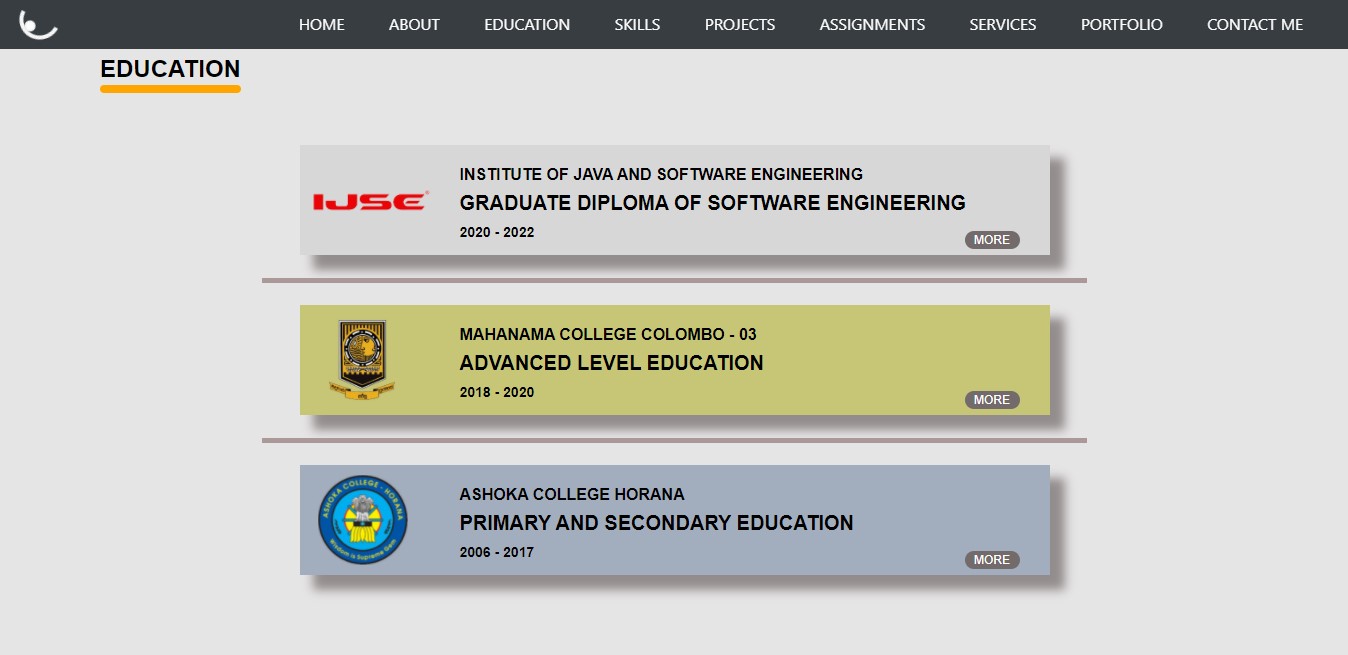 HOME ABOUT EDUCATION SKILLS PROJECTS ASSIGNMENTS SERVICES PORTFOLIO CONTACT ME
EDUCATION
IJSE
INSTITUTE OF JAVA AND SOFTWARE ENGINEERING
GRADUATE DIPLOMA OF SOFTWARE ENGINEERING
2020 - 2022
MORE
MAHANAMA COLLEGE COLOMBO - 03
ADVANCED LEVEL EDUCATION
2018 - 2020
MORE
ASHOKA COLLEGE - HORANA
Wisdom is Supreme Gem
ASHOKA COLLEGE HORANA
PRIMARY AND SECONDARY EDUCATION
2006 - 2017
MORE